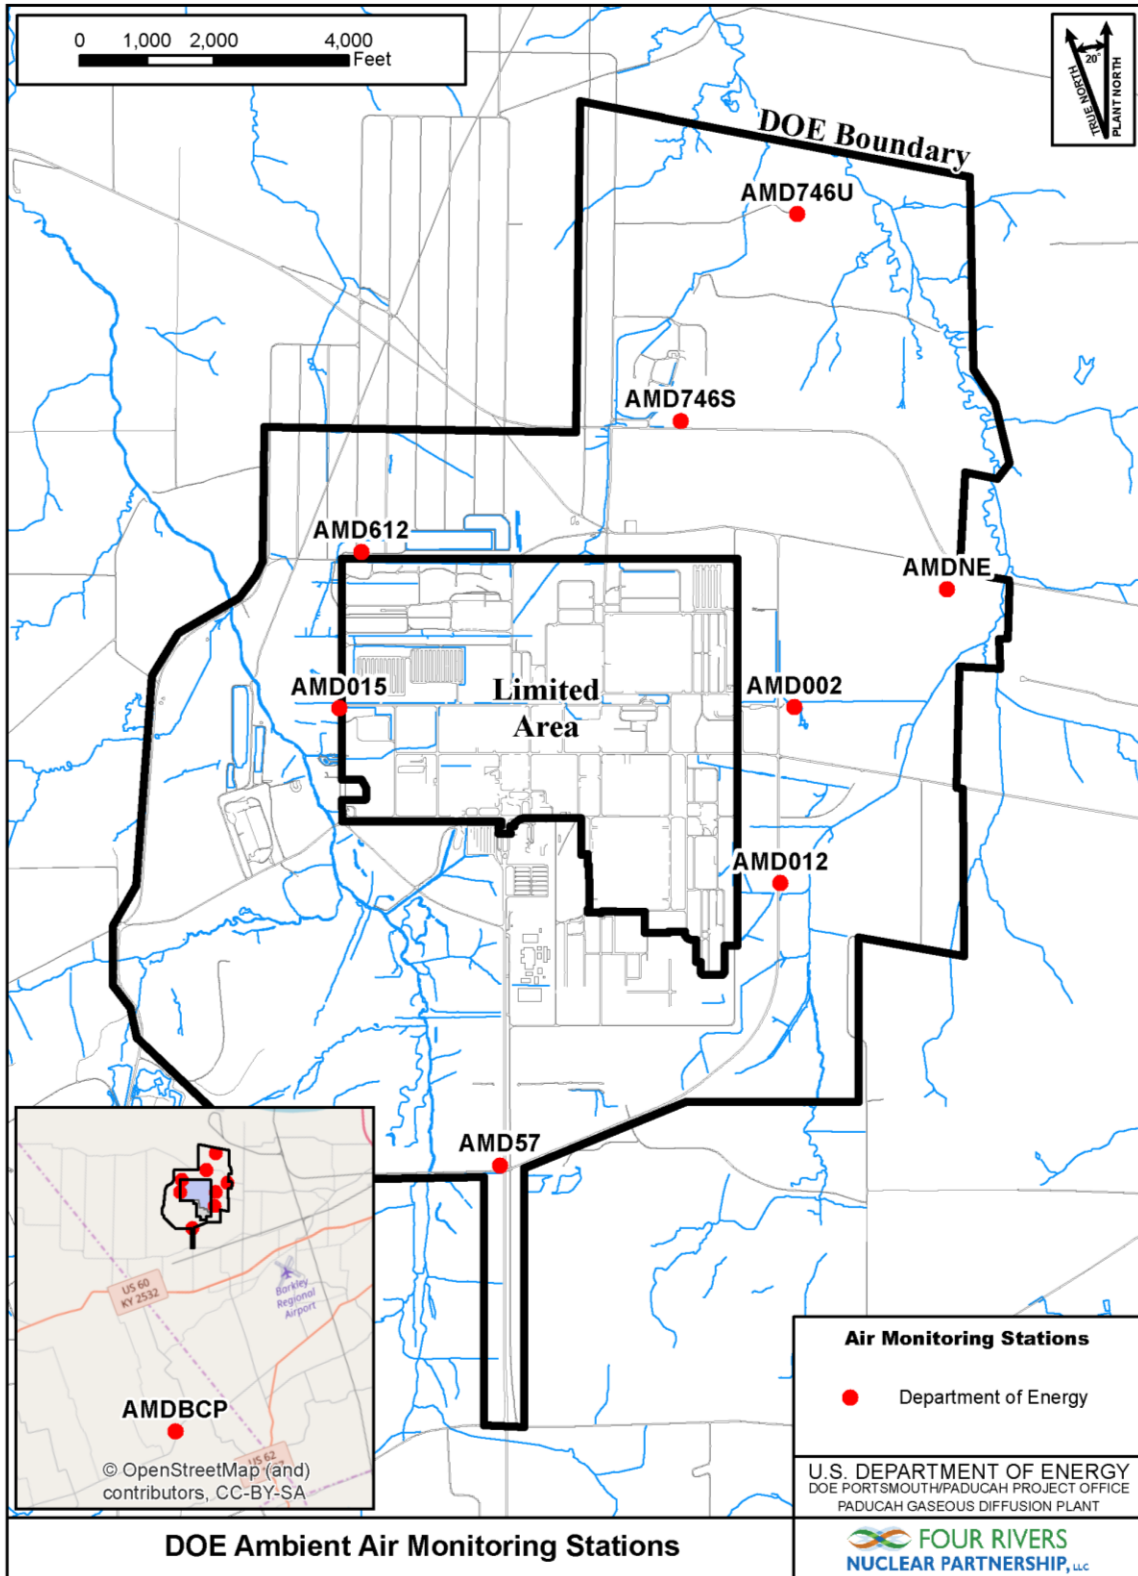 0 1,000 2,000 4,000
Feet
20°
TRUE NORTH
PLANT NORTH
DOE Boundary
AMD746U
AMD746S
AMD612
AMDNE
AMD015
Limited
Area
AMD002
AMD012
AMD57
US 60
KY 2532
Barkley
Regional
Airport
AMDBCP
US 62
© OpenStreetMap (and)
contributors, CC-BY-SA
Air Monitoring Stations
Department of Energy
U.S. DEPARTMENT OF ENERGY
DOE PORTSMOUTH/PADUCAH PROJECT OFFICE
PADUCAH GASEOUS DIFFUSION PLANT
DOE Ambient Air Monitoring Stations
FOUR RIVERS
NUCLEAR PARTNERSHIP, LLC